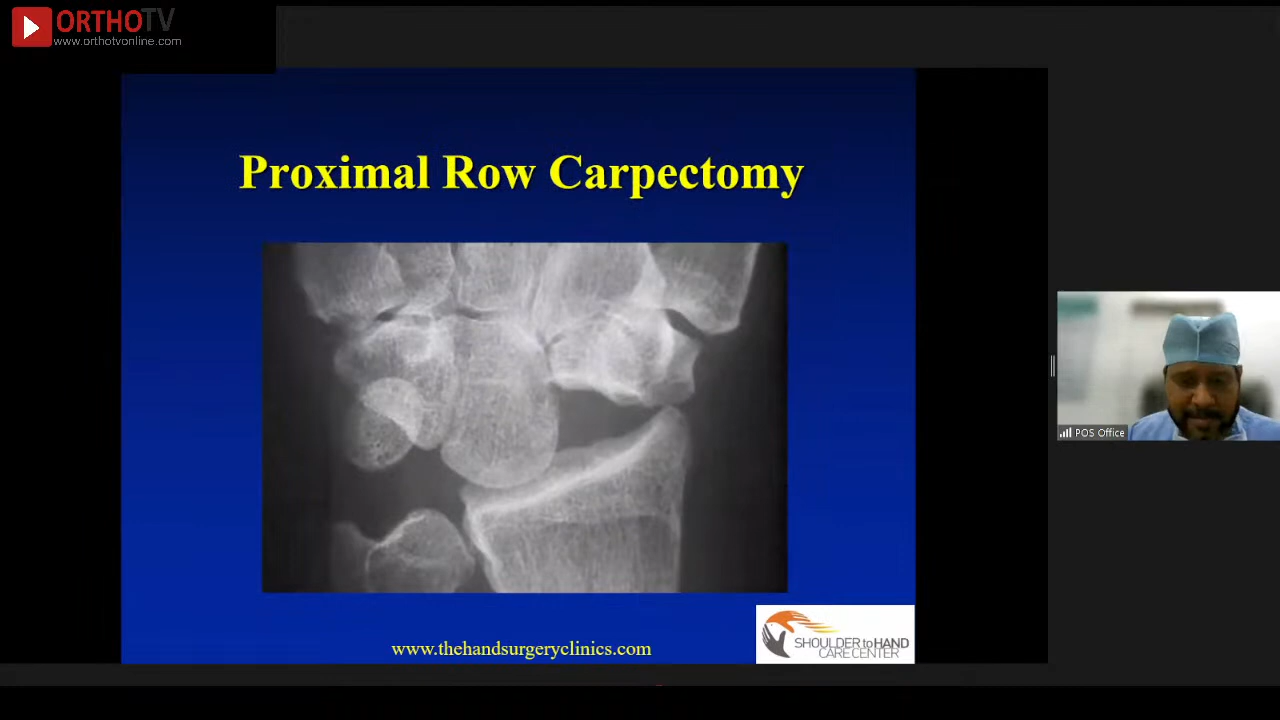 ORTHOTV
www.orthotvonline.com
Proximal Row Carpectomy
POS Office
www.thehandsurgeryclinics.com
SHOULDER to HAND
CARE CENTER